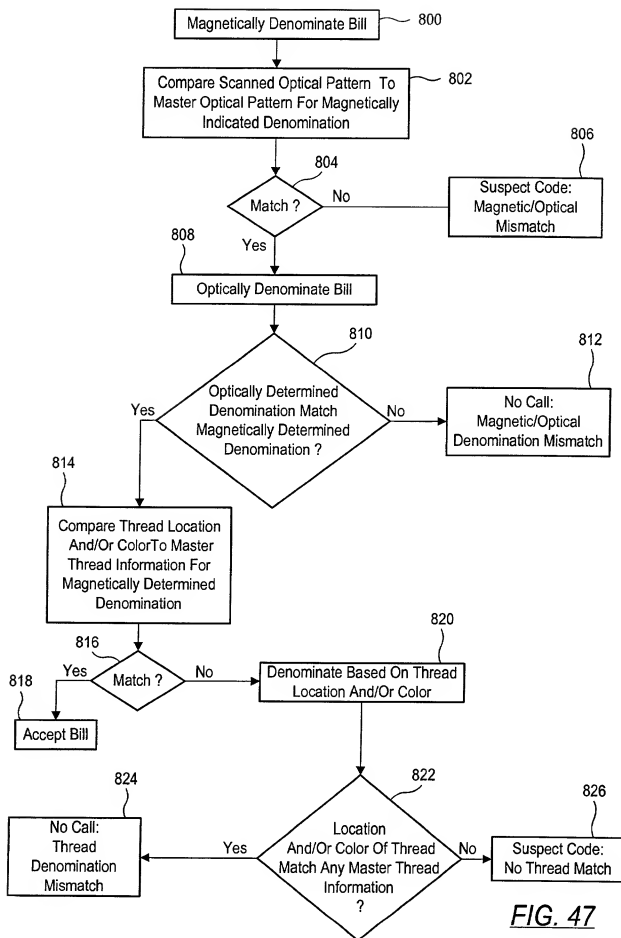 Magnetically Denominate Bill
800
Compare Scanned Optical Pattern To
Master Optical Pattern For Magnetically
Indicated Denomination
802
804
Match ?
No
Yes
806
Suspect Code:
Magnetic/Optical
Mismatch
808
Optically Denominate Bill
810
Optically Determined
Denomination Match
Magnetically Determined
Denomination ?
Yes
No
812
No Call:
Magnetic/Optical
Denomination Mismatch
814
Compare Thread Location
And/Or ColorTo Master
Thread Information For
Magnetically Determined
Denomination
816
Match ?
Yes
No
818
Accept Bill
820
Denominate Based On Thread
Location And/Or Color
822
Location
And/Or Color Of Thread
Match Any Master Thread
Information
?
Yes
No
824
No Call:
Thread
Denomination
Mismatch
826
Suspect Code:
No Thread Match
FIG. 47